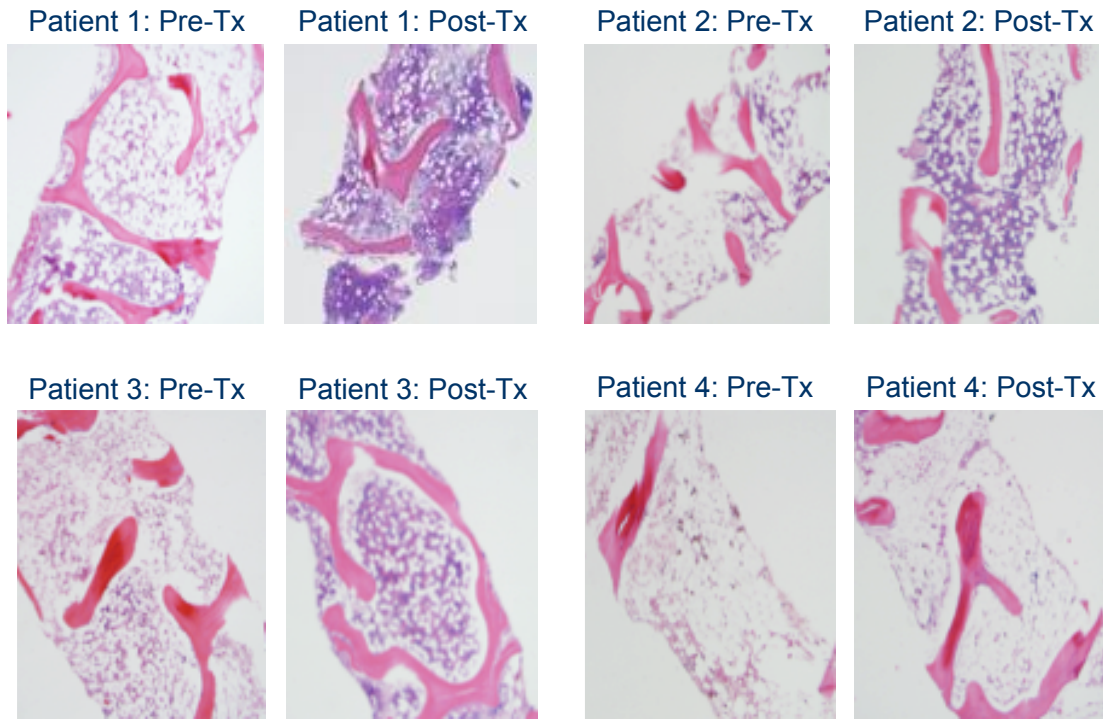 Patient 1: Pre-Tx
Patient 1: Post-Tx
Patient 2: Pre-Tx
Patient 2: Post-Tx
Patient 3: Pre-Tx
Patient 3: Post-Tx
Patient 4: Pre-Tx
Patient 4: Post-Tx